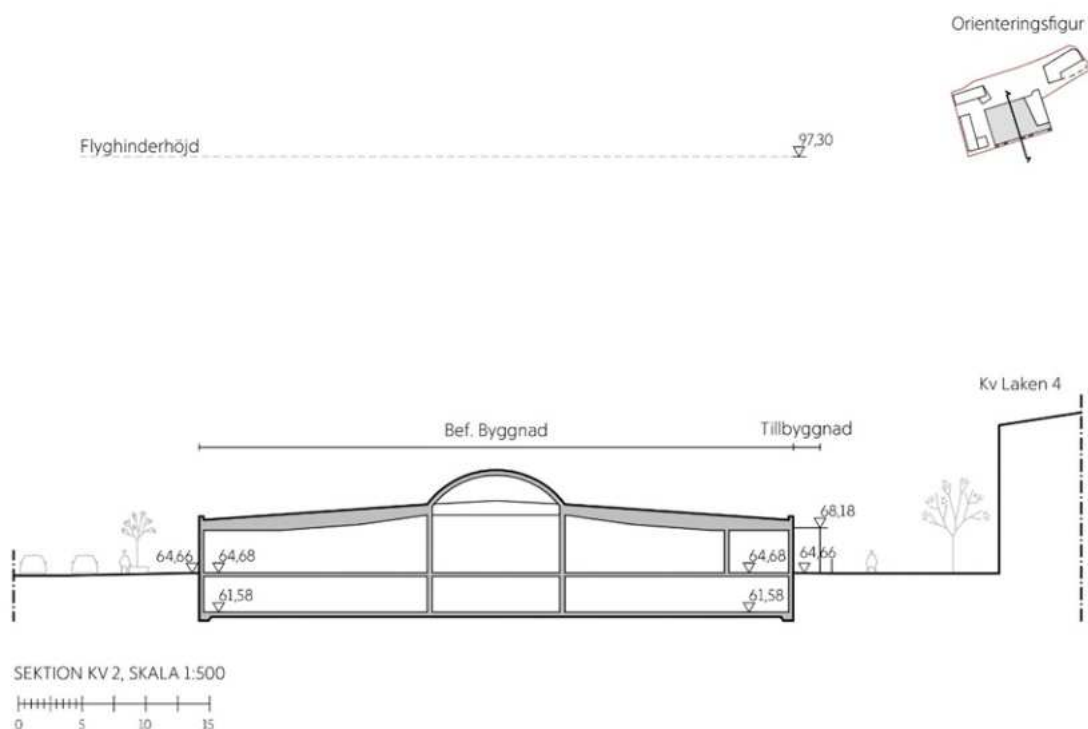 Orienteringsfigur
Flyghinderhöjd
97,30
Kv Laken 4
Bef. Byggnad
Tillbyggnad
68,18
64,66
64,68
64,68
64,66
61,58
61,58
SEKTION KV 2, SKALA 1:500
0 5 10 15